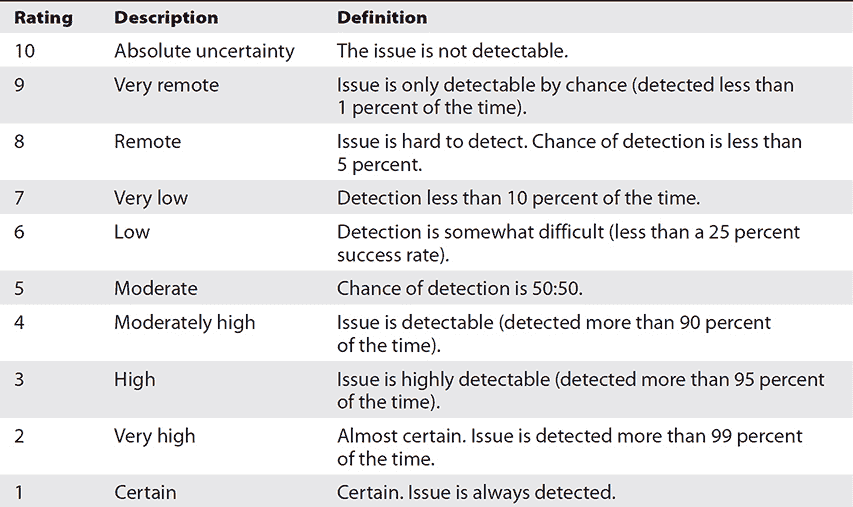 Rating Description Definition
10 Absolute uncertainty The issue is not detectable.
9 Very remote Issue is only detectable by chance (detected less than
1 percent of the time).
8 Remote Issue is hard to detect. Chance of detection is less than
5 percent.
7 Very low Detection less than 10 percent of the time.
6 Low Detection is somewhat difficult (less than a 25 percent
success rate).
5 Moderate Chance of detection is 50:50.
4 Moderately high Issue is detectable (detected more than 90 percent
of the time).
3 High Issue is highly detectable (detected more than 95 percent
of the time).
2 Very high Almost certain. Issue is detected more than 99 percent
of the time.
1 Certain Certain. Issue is always detected.